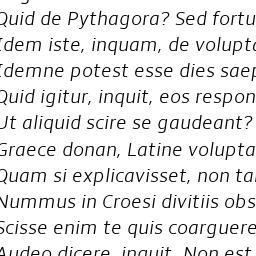 Quid de Pythagora? Sed fortu
Idem iste, inquam, de volupta
Idemne potest esse dies saep
Quid igitur, inquit, eos respon
Ut aliquid scire se gaudeant?
Graece donan, Latine volupta
Quam si explicavisset, non ta
Nummus in Croesi divitiis obs
Scisse enim te quis coarguere
Audeo dicere, inquit. Non est